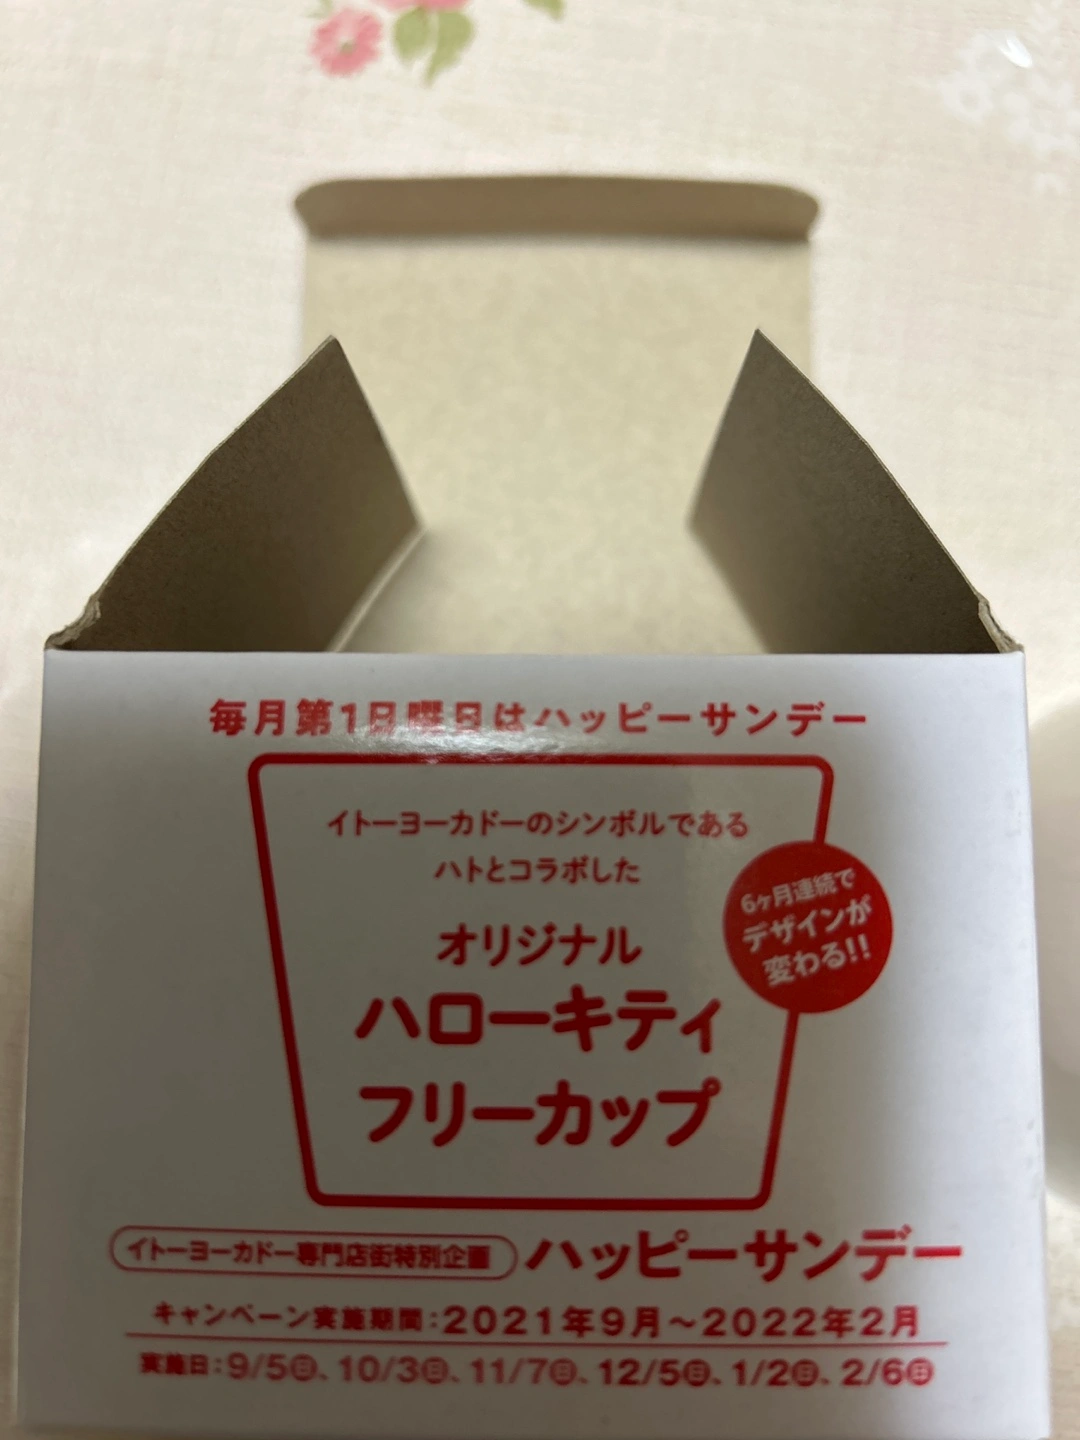 毎月第1日曜日はハッピーサンデー
イトーヨーカドーのシンボルである
ハトとコラボした
オリジナル
ハローキティ
フリーカップ
6ヶ月連続で
デザインが
変わる!!
イトーヨーカドー専門店街特別企画 ハッピーサンデー
キャンペーン実施期間:2021年9月～2022年2月
実施日:9/5㊐、10/3㊐、11/7㊐、12/5㊐、1/2㊐、2/6㊐